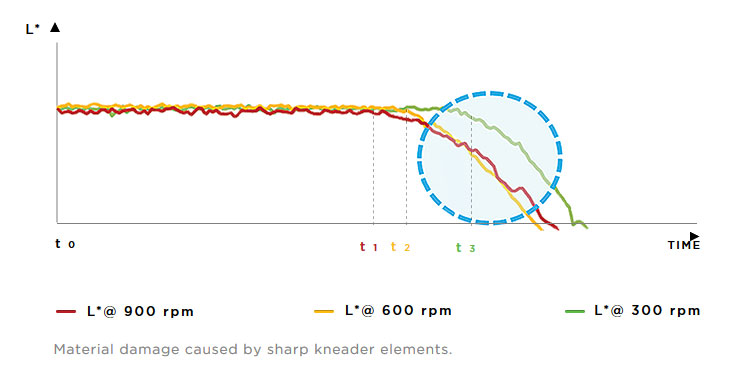 L*
t 0
t 1
t 2
t 3
TIME
L*@ 900 rpm
L*@ 600 rpm
L*@ 300 rpm
Material damage caused by sharp kneader elements.